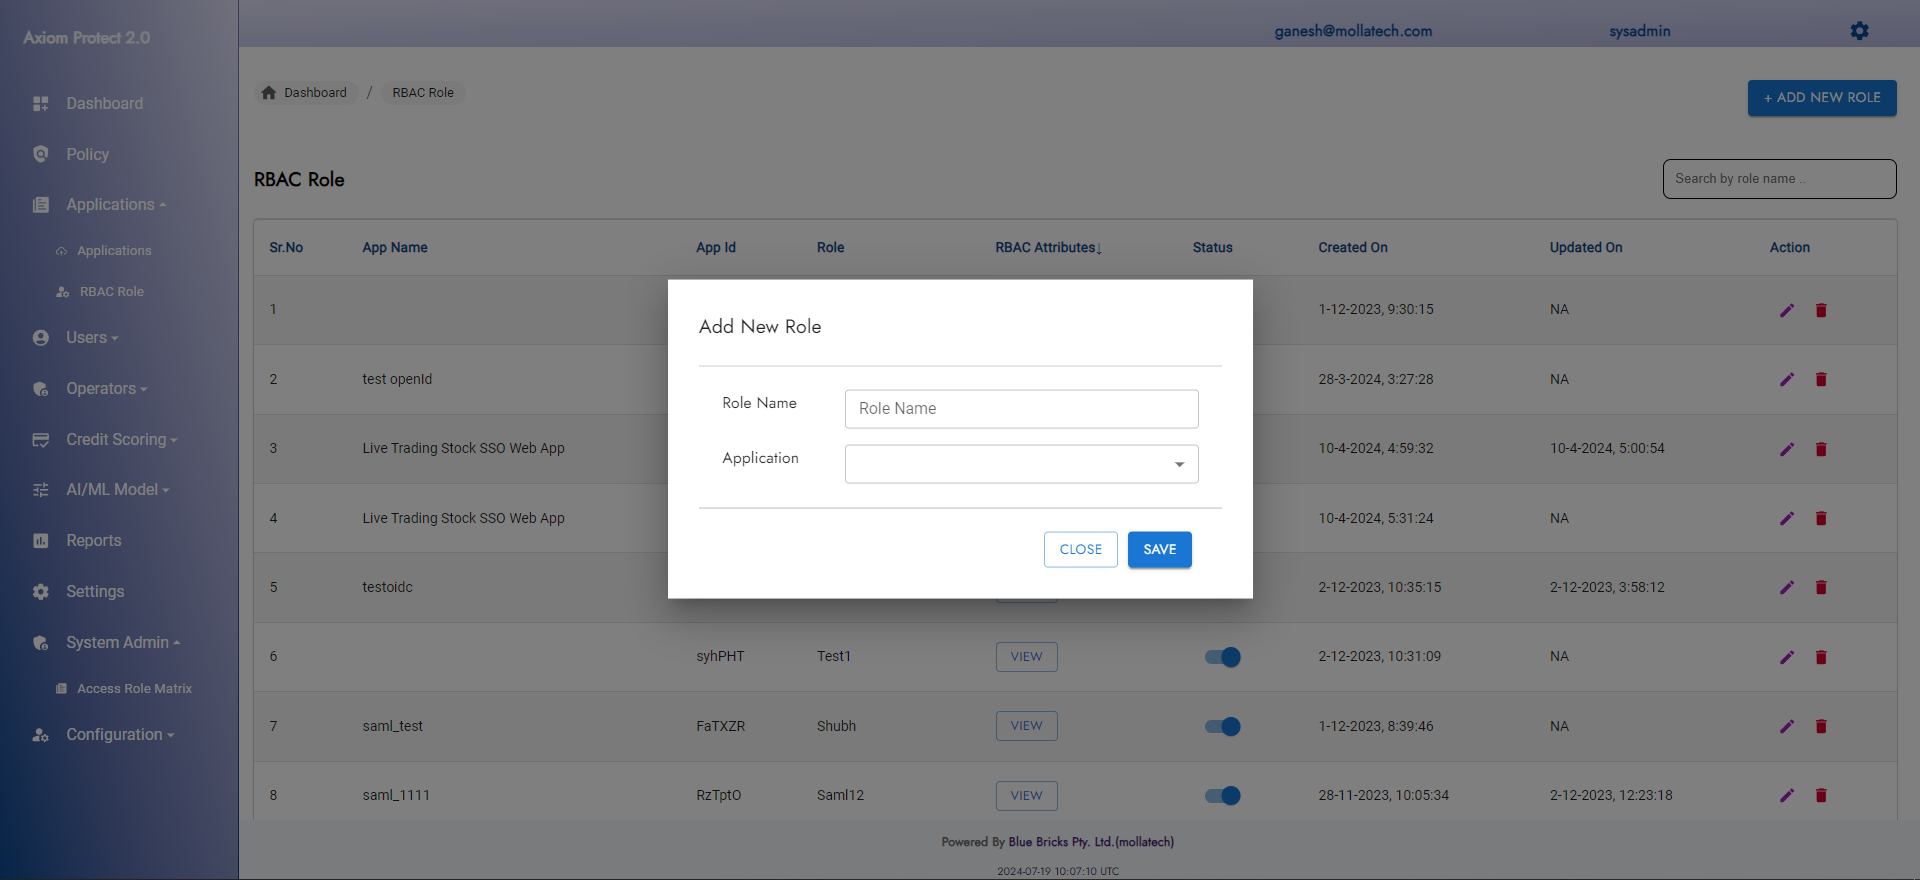 Axiom Protect 2.0
ganesh@mollatech.com sysadmin
Dashboard
Policy
Applications
Applications
RBAC Role
Users
Operators
Credit Scoring
AI/ML Model
Reports
Settings
System Admin
Access Role Matrix
Configuration
Dashboard / RBAC Role
+ ADD NEW ROLE
RBAC Role
Search by role name ..
Sr.No App Name App Id Role RBAC Attributes↓ Status Created On Updated On Action
1 1-12-2023, 9:30:15 NA
2 test openId 28-3-2024, 3:27:28 NA
3 Live Trading Stock SSO Web App 10-4-2024, 4:59:32 10-4-2024, 5:00:54
4 Live Trading Stock SSO Web App 10-4-2024, 5:31:24 NA
5 testoidc 2-12-2023, 10:35:15 2-12-2023, 3:58:12
6 syhPHT Test1 VIEW 2-12-2023, 10:31:09 NA
7 saml_test FaTXZR Shubh VIEW 1-12-2023, 8:39:46 NA
8 saml_1111 RzTptO Saml12 VIEW 28-11-2023, 10:05:34 2-12-2023, 12:23:18
Add New Role
Role Name Role Name
Application
CLOSE SAVE
Powered By Blue Bricks Pty. Ltd.(mollatech)
2024-07-19 10:07:10 UTC